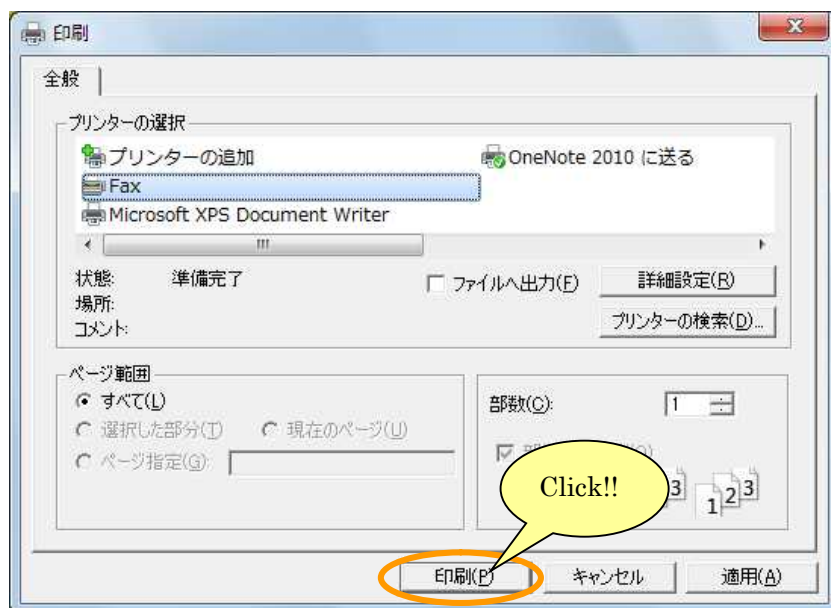 印刷
全般
プリンターの選択
プリンターの追加
OneNote 2010 に送る
Fax
Microsoft XPS Document Writer
状態: 準備完了
ファイルへ出力(F)
詳細設定(R)
場所:
コメント:
プリンターの検索(D)...
ページ範囲
すべて(L)
部数(C): 1
選択した部分(T) 現在のページ(U)
ページ指定(G):
Click!!
3
1 2 3
印刷(P)
キャンセル
適用(A)